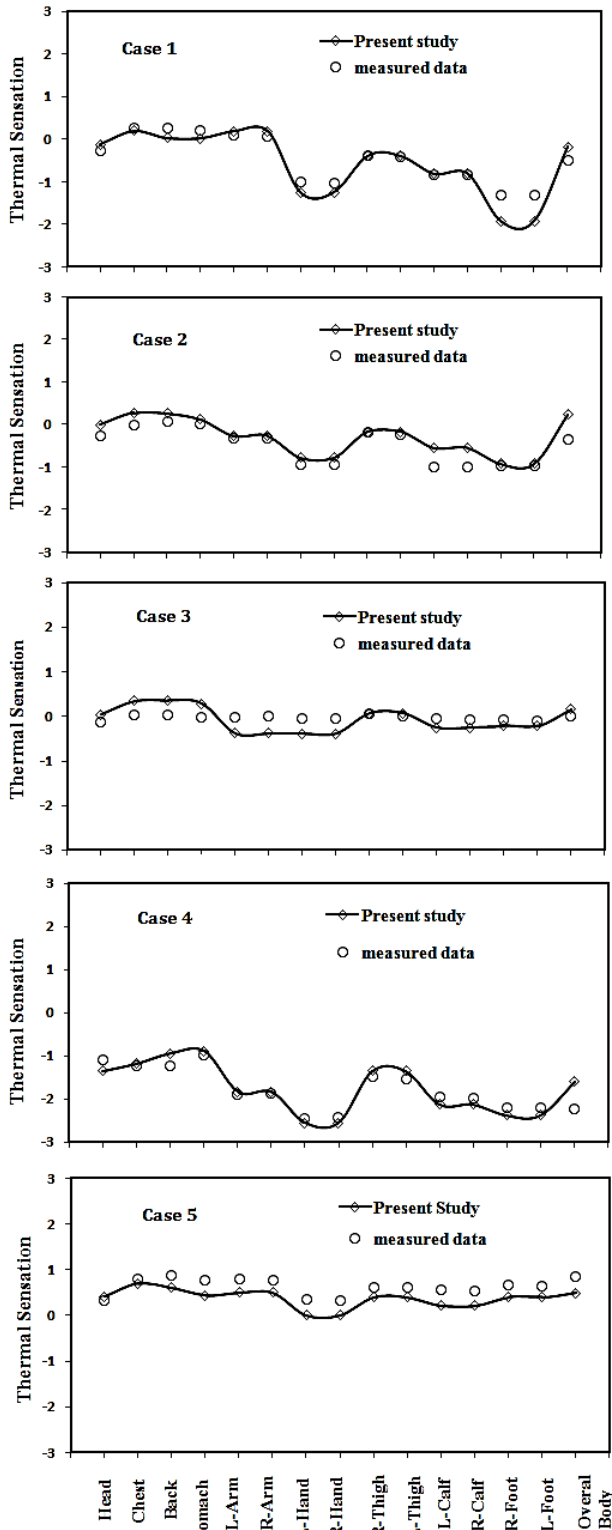 3
Case 1
Present study
measured data
2
1
0
-1
-2
-3
Thermal Sensation
3
Case 2
Present study
measured data
2
1
0
-1
-2
-3
Thermal Sensation
3
Case 3
Present study
measured data
2
1
0
-1
-2
-3
Thermal Sensation
3
Case 4
Present study
measured data
2
1
0
-1
-2
-3
Thermal Sensation
3
Case 5
Present Study
measured data
2
1
0
-1
-2
-3
Thermal Sensation
Head
Chest
Back
omach
L-Arm
R-Arm
-Hand
R-Hand
R-Thigh
-Thigh
L-Calf
R-Calf
R-Foot
L-Foot
Overal
Body